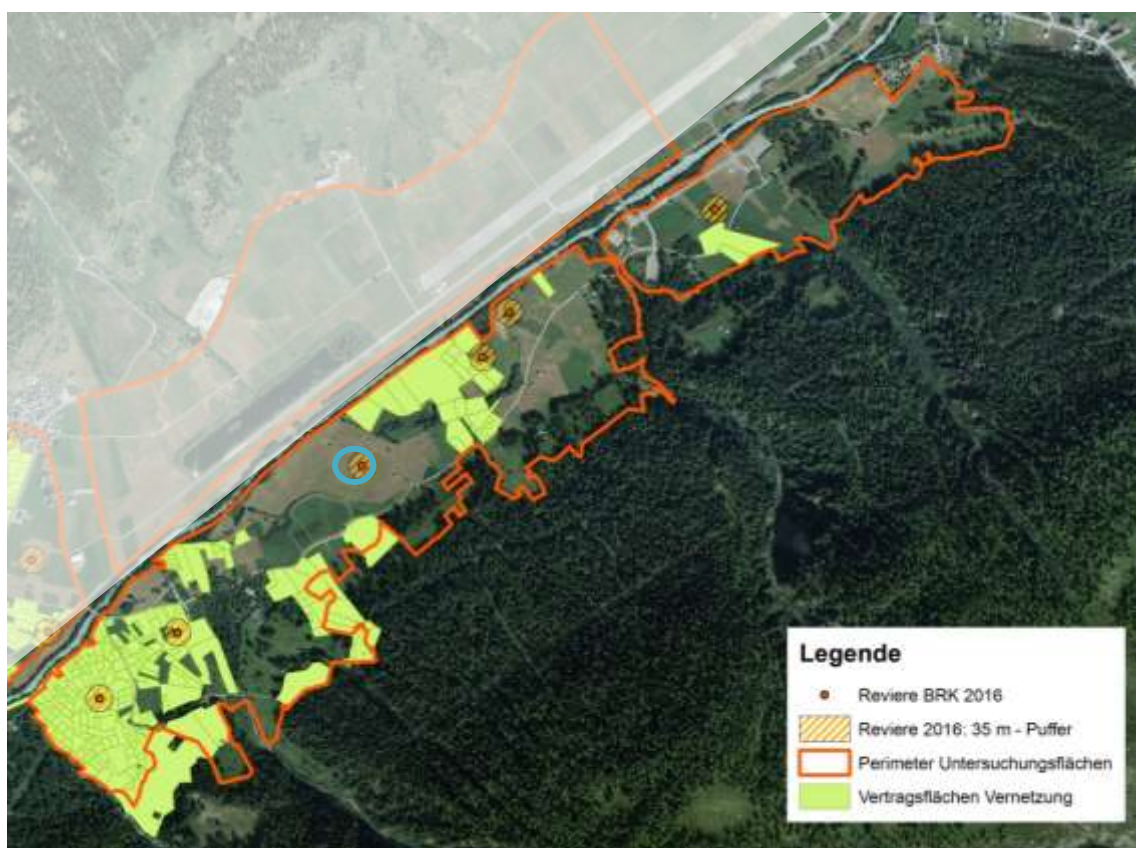 Legende
Reviere BRK 2016
Reviere 2016: 35 m - Puffer
Perimeter Untersuchungsflächen
Vertragsflächen Vernetzung